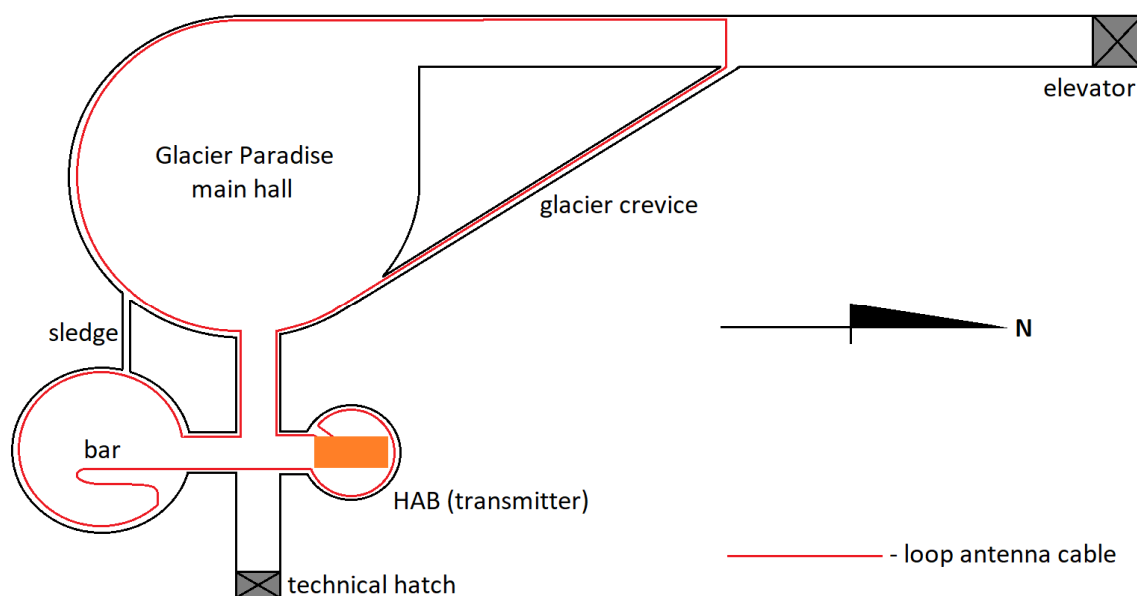 elevator
Glacier Paradise
main hall
glacier crevice
sledge
N
bar
HAB (transmitter)
- loop antenna cable
technical hatch